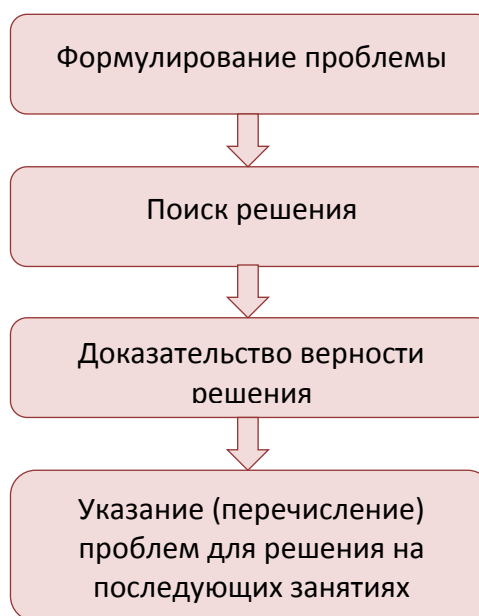 Формулирование проблемы
Поиск решения
Доказательство верности
решения
Указание (перечисление)
проблем для решения на
последующих занятиях